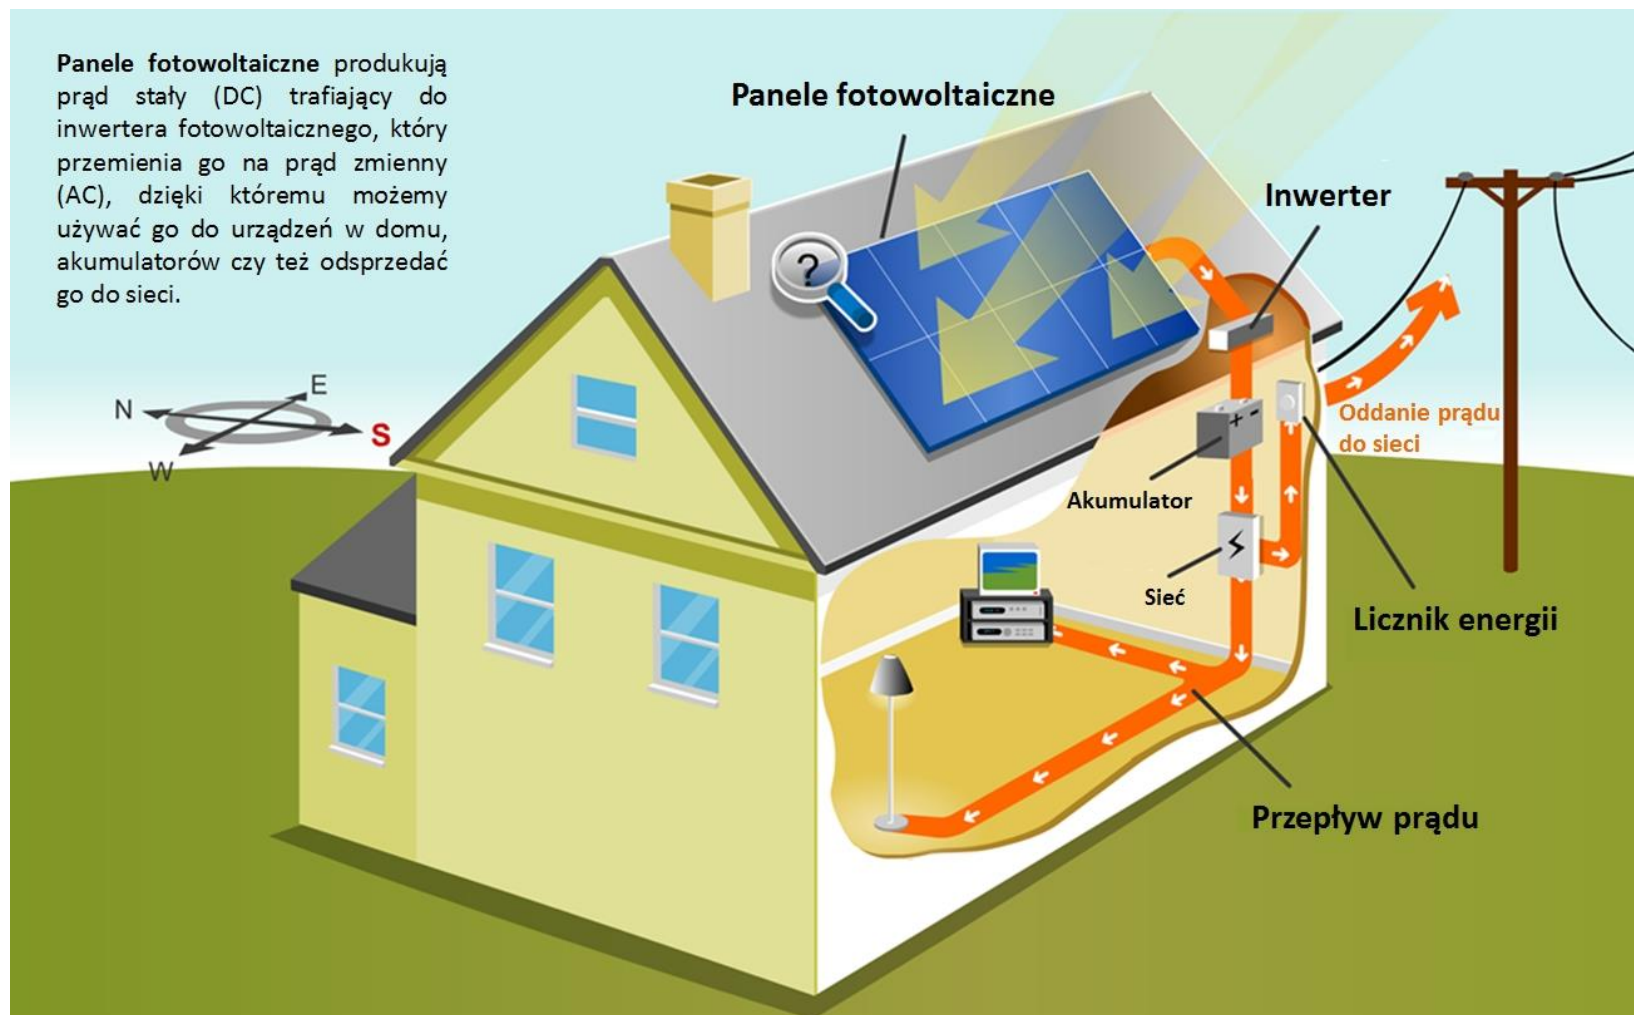 Panele fotowoltaiczne produkują
prąd stały (DC) trafiający do
inwertera fotowoltaicznego, który
przemienia go na prąd zmienny
(AC), dzięki któremu możemy
używać go do urządzeń w domu,
akumulatorów czy też odsprzedać
go do sieci.
Panele fotowoltaiczne
Inwerter
?
E
N
S
W
+ -
Oddanie prądu
do sieci
Akumulator
Sieć
Licznik energii
Przepływ prądu